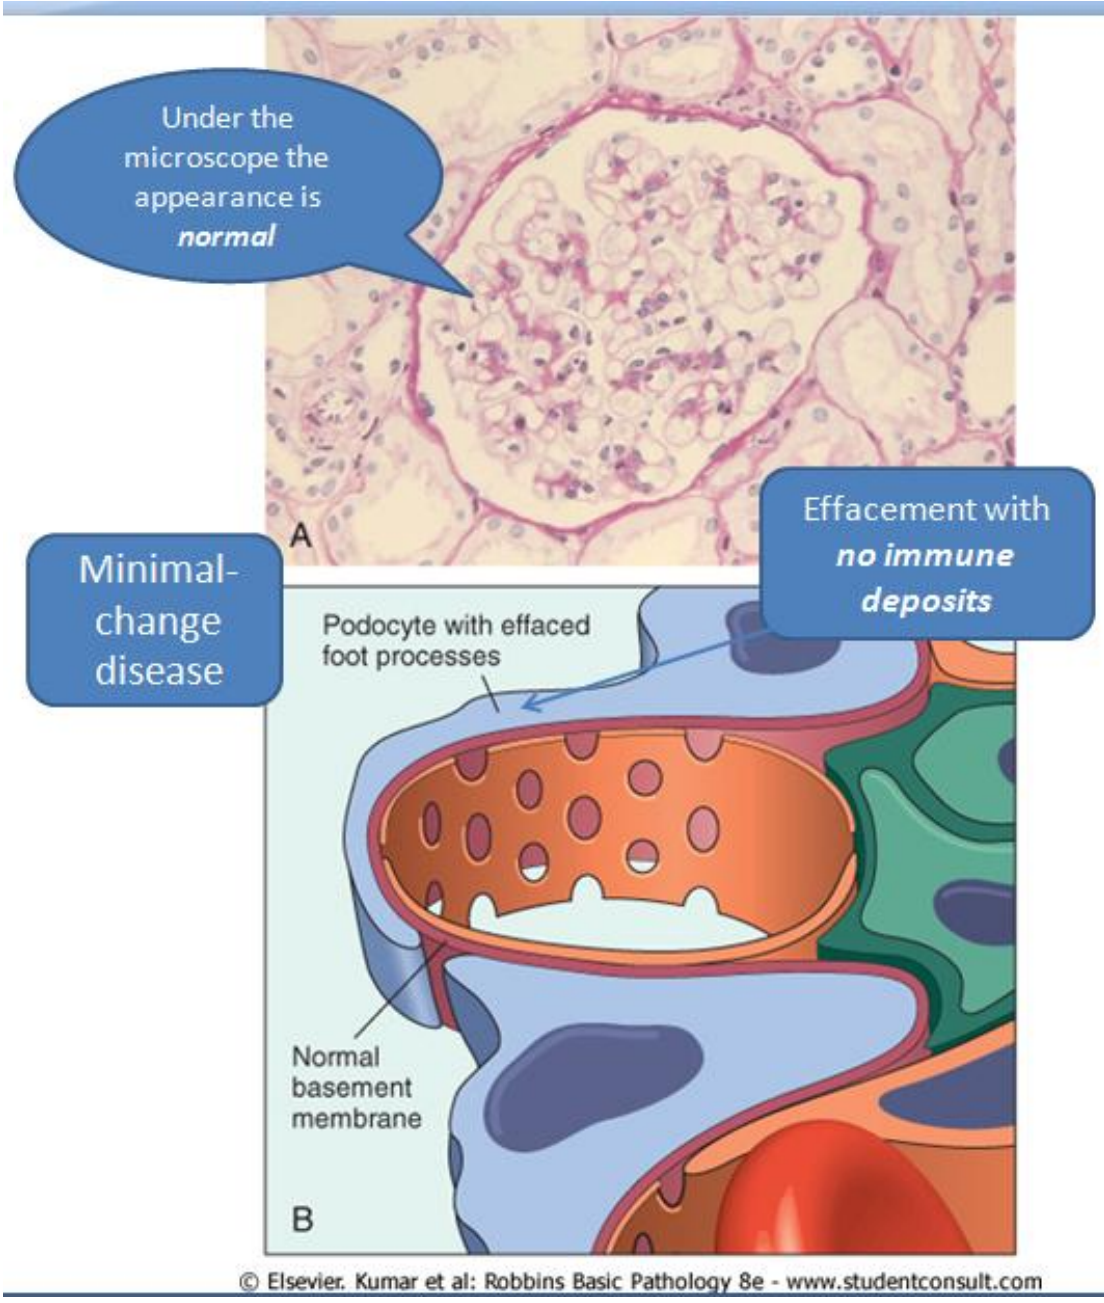 Under the
microscope the
appearance is
normal
A
Effacement with
no immune
deposits
Minimal-
change
disease
Podocyte with effaced
foot processes
Normal
basement
membrane
B
© Elsevier. Kumar et al: Robbins Basic Pathology 8e - www.studentconsult.com